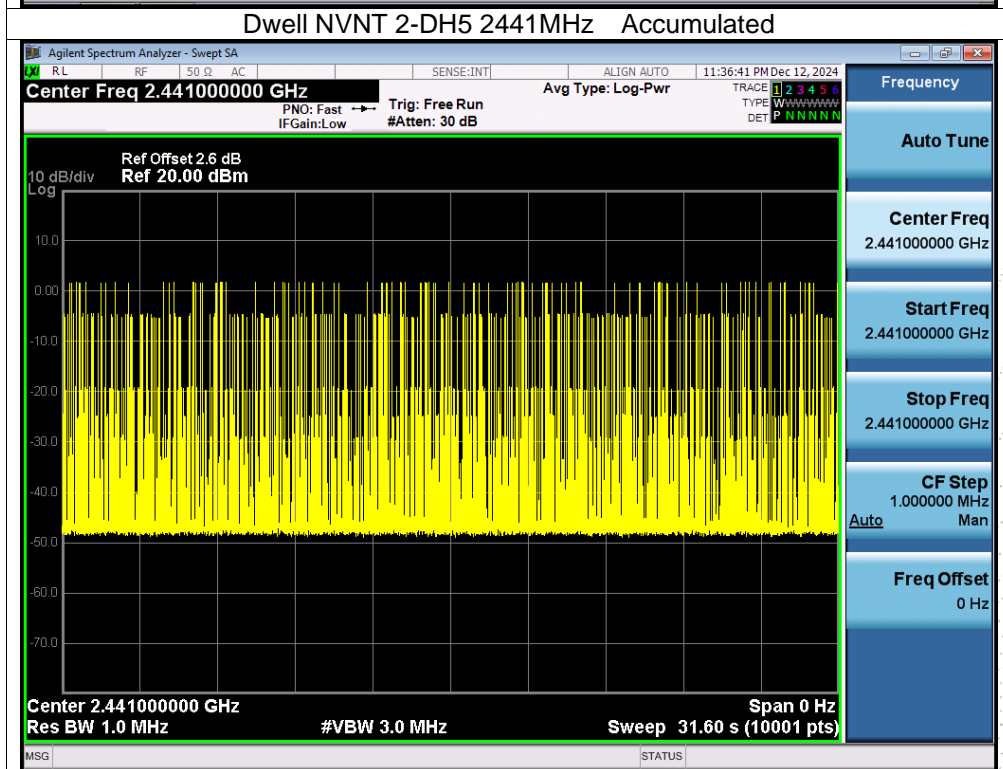 Dwell NVNT 2-DH5 2441MHz Accumulated
Agilent Spectrum Analyzer - Swept SA
LXI RL RF 50 Ω AC SENSE:INT ALIGN AUTO 11:36:41 PM Dec 12, 2024
Center Freq 2.441000000 GHz
PNO: Fast
IFGain:Low
Trig: Free Run
#Atten: 30 dB
Avg Type: Log-Pwr
TRACE 1 2 3 4 5 6
TYPE WWWWWWW
DET P N N N N N
Ref Offset 2.6 dB
10 dB/div Ref 20.00 dBm
Log
10.0
0.00
-10.0
-20.0
-30.0
-40.0
-50.0
-60.0
-70.0
Center 2.441000000 GHz Span 0 Hz
Res BW 1.0 MHz #VBW 3.0 MHz Sweep 31.60 s (10001 pts)
MSG STATUS
Frequency
Auto Tune
Center Freq
2.441000000 GHz
Start Freq
2.441000000 GHz
Stop Freq
2.441000000 GHz
CF Step
1.000000 MHz
Auto Man
Freq Offset
0 Hz